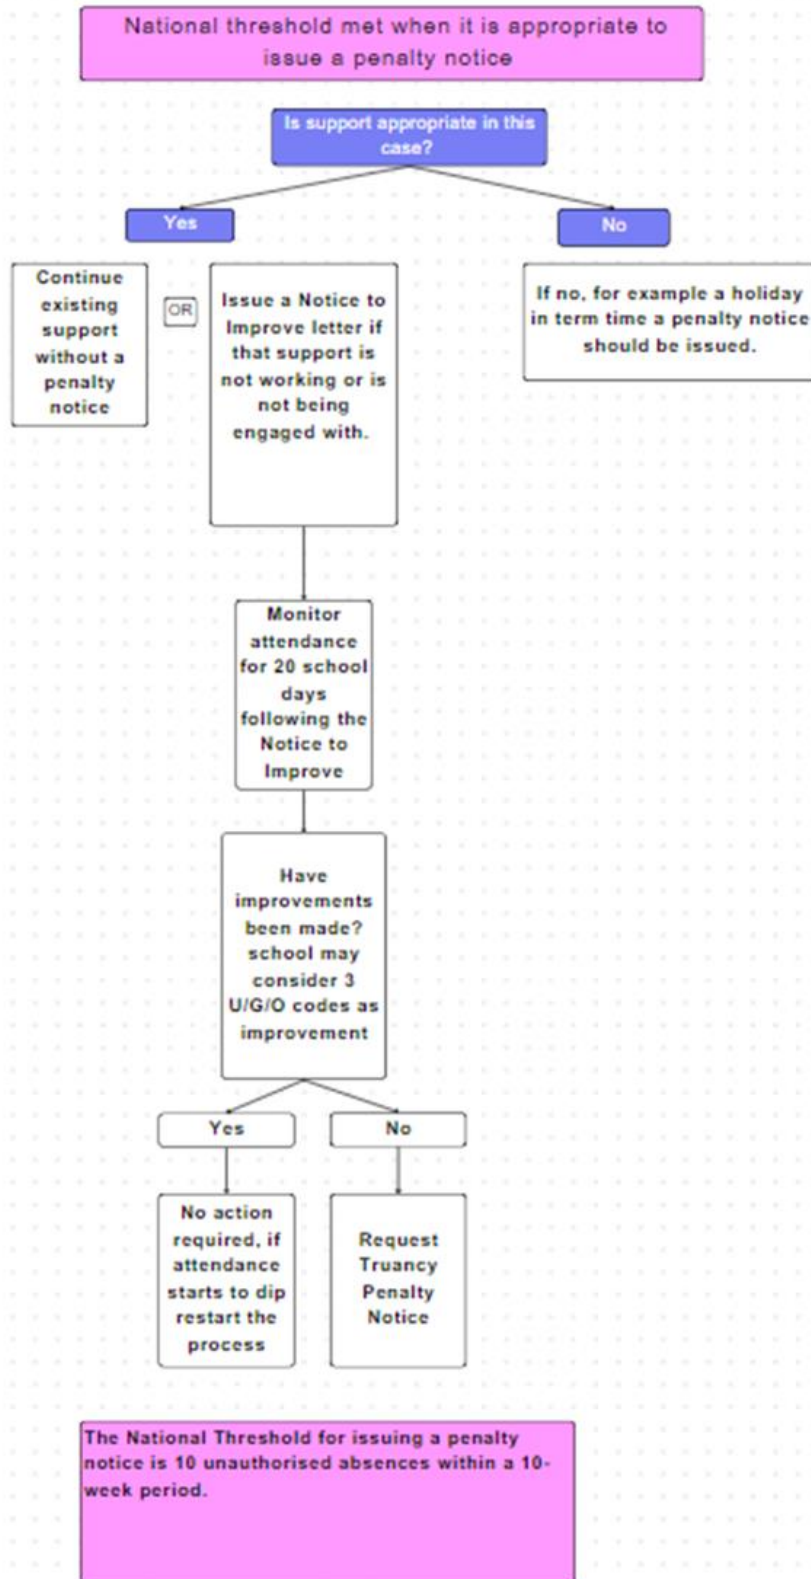 National threshold met when it is appropriate to
issue a penalty notice
Is support appropriate in this
case?
Yes
No
Continue
existing
support
without a
penalty
notice
OR
Issue a Notice to
Improve letter if
that support is
not working or is
not being
engaged with.
If no, for example a holiday
in term time a penalty notice
should be issued.
Monitor
attendance
for 20 school
days
following the
Notice to
Improve
Have
improvements
been made?
school may
consider 3
U/G/O codes as
improvement
Yes
No
No action
required, if
attendance
starts to dip
restart the
process
Request
Truancy
Penalty
Notice
The National Threshold for issuing a penalty
notice is 10 unauthorised absences within a 10-
week period.